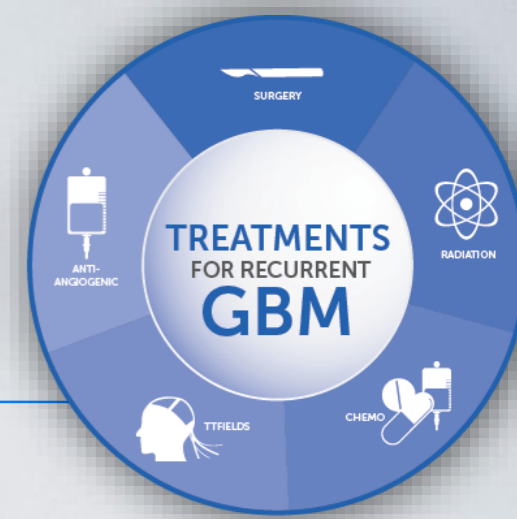 SURGERY
TREATMENTS
FOR RECURRENT
GBM
RADIATION
CHEMO
TTFIELDS
ANTI-
ANGIOGENIC